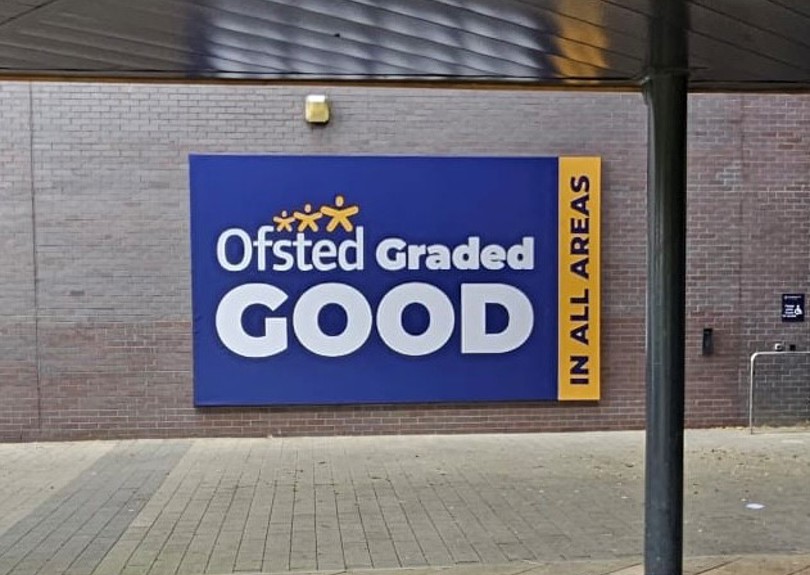 Ofsted Graded
GOOD
IN ALL AREAS